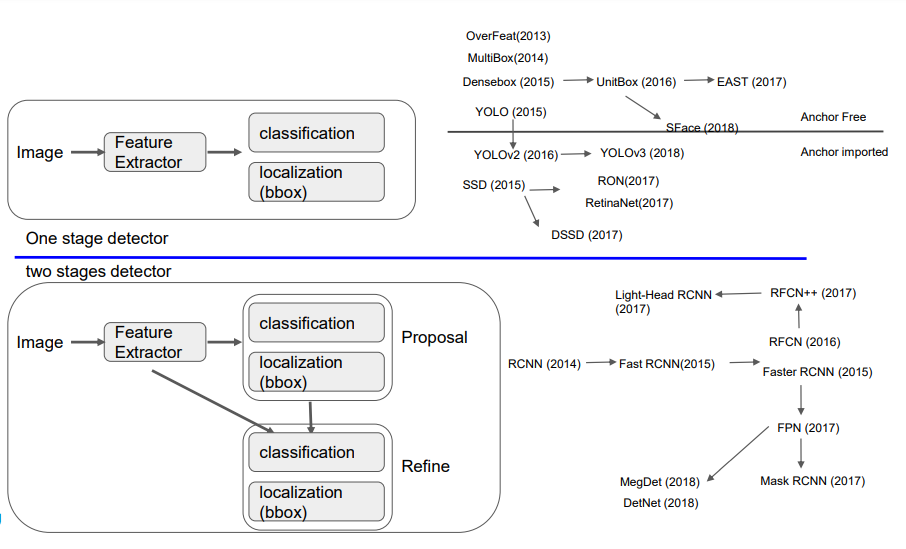 OverFeat(2013)
MultiBox(2014)
Densebox (2015)
UnitBox (2016)
EAST (2017)
YOLO (2015)
SFace (2018)
Anchor Free
Anchor imported
YOLOv2 (2016)
YOLOv3 (2018)
SSD (2015)
RON(2017)
RetinaNet(2017)
DSSD (2017)
Image
Feature
Extractor
classification
localization
(bbox)
One stage detector
two stages detector
Image
Feature
Extractor
classification
localization
(bbox)
Proposal
classification
localization
(bbox)
Refine
Light-Head RCNN
(2017)
RFCN++ (2017)
RFCN (2016)
RCNN (2014)
Fast RCNN(2015)
Faster RCNN (2015)
FPN (2017)
MegDet (2018)
DetNet (2018)
Mask RCNN (2017)